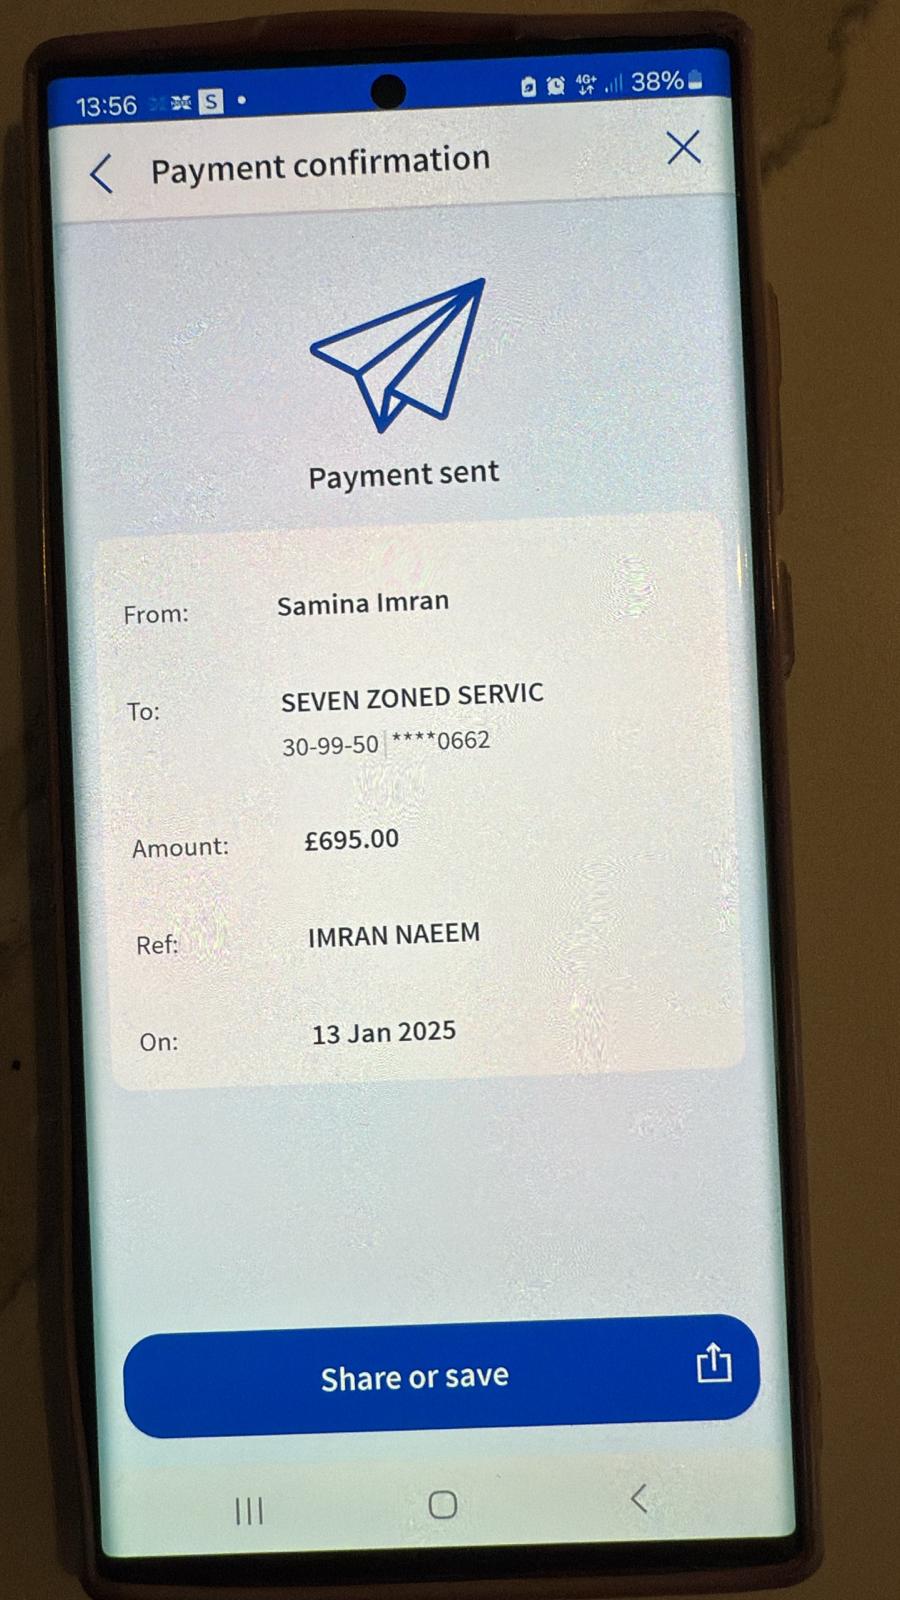 13:56 S 4G+ 38%
Payment confirmation
Payment sent
From: Samina Imran
To: SEVEN ZONED SERVIC
30-99-50 ****0662
Amount: £695.00
Ref: IMRAN NAEEM
On: 13 Jan 2025
Share or save